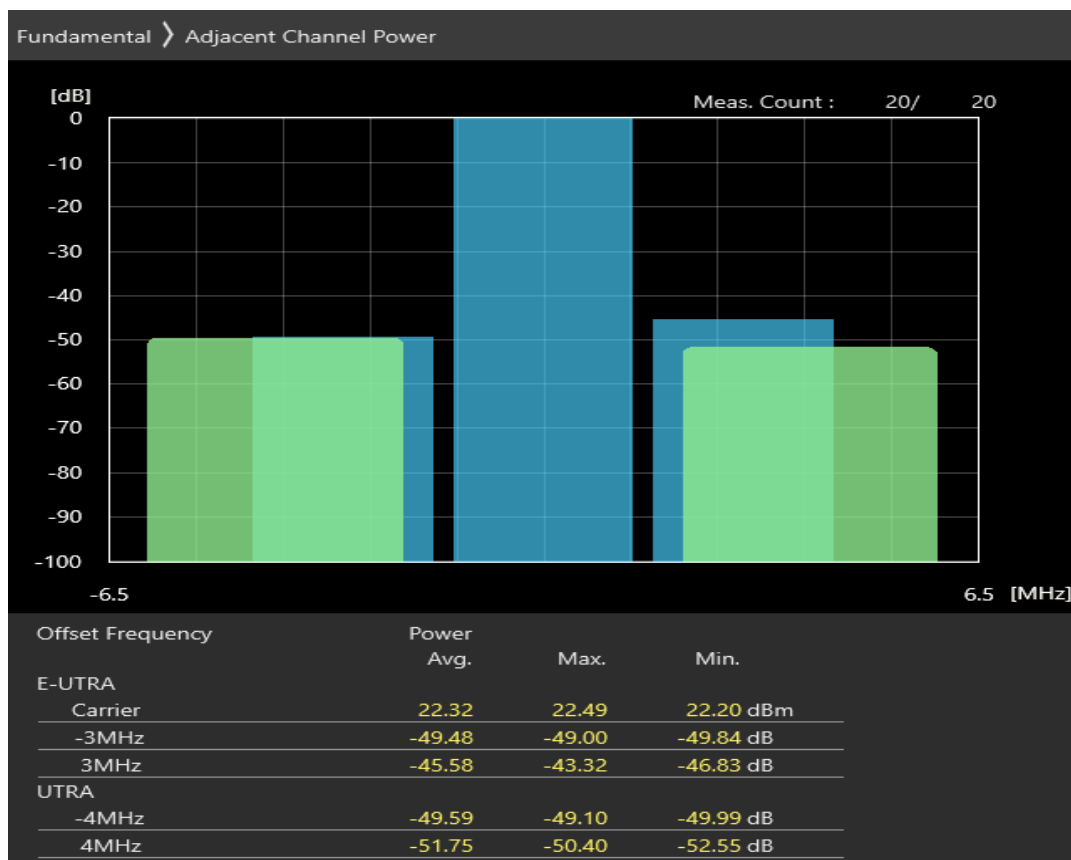 Fundamental 〉 Adjacent Channel Power
[dB]
Meas. Count : 20/ 20
0
-10
-20
-30
-40
-50
-60
-70
-80
-90
-100
-6.5 6.5 [MHz]
Offset Frequency Power
Avg. Max. Min.
E-UTRA
Carrier 22.32 22.49 22.20 dBm
-3MHz -49.48 -49.00 -49.84 dB
3MHz -45.58 -43.32 -46.83 dB
UTRA
-4MHz -49.59 -49.10 -49.99 dB
4MHz -51.75 -50.40 -52.55 dB